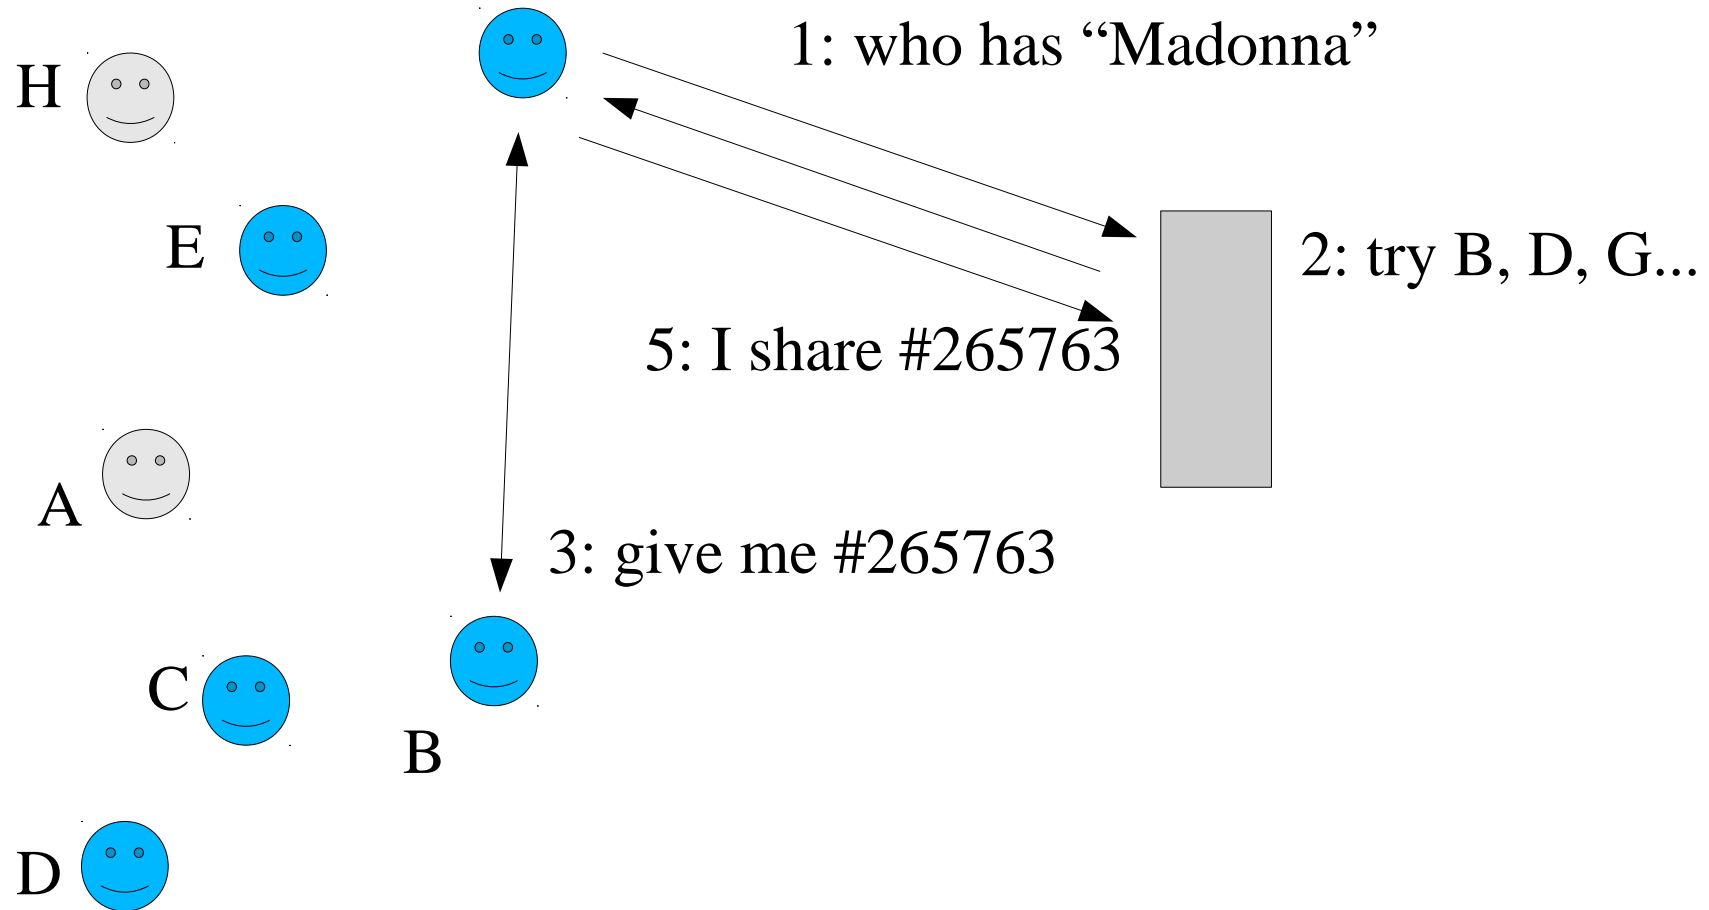 1: who has “Madonna”
H
E
2: try B, D, G...
5: I share #265763
A
3: give me #265763
C
B
D